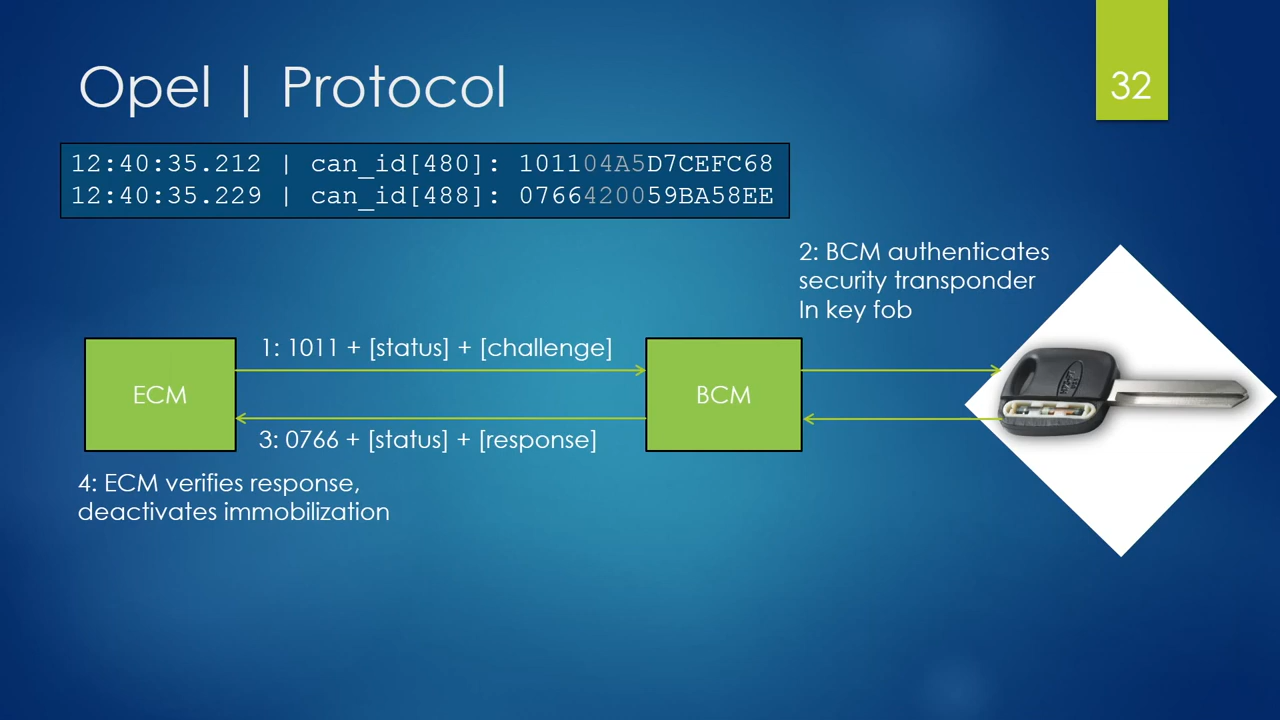 Opel | Protocol
32
12:40:35.212 | can_id[480]: 101104A5D7CEFC68
12:40:35.229 | can_id[488]: 0766420059BA58EE
2: BCM authenticates
security transponder
In key fob
1: 1011 + [status] + [challenge]
ECM
BCM
3: 0766 + [status] + [response]
4: ECM verifies response,
deactivates immobilization